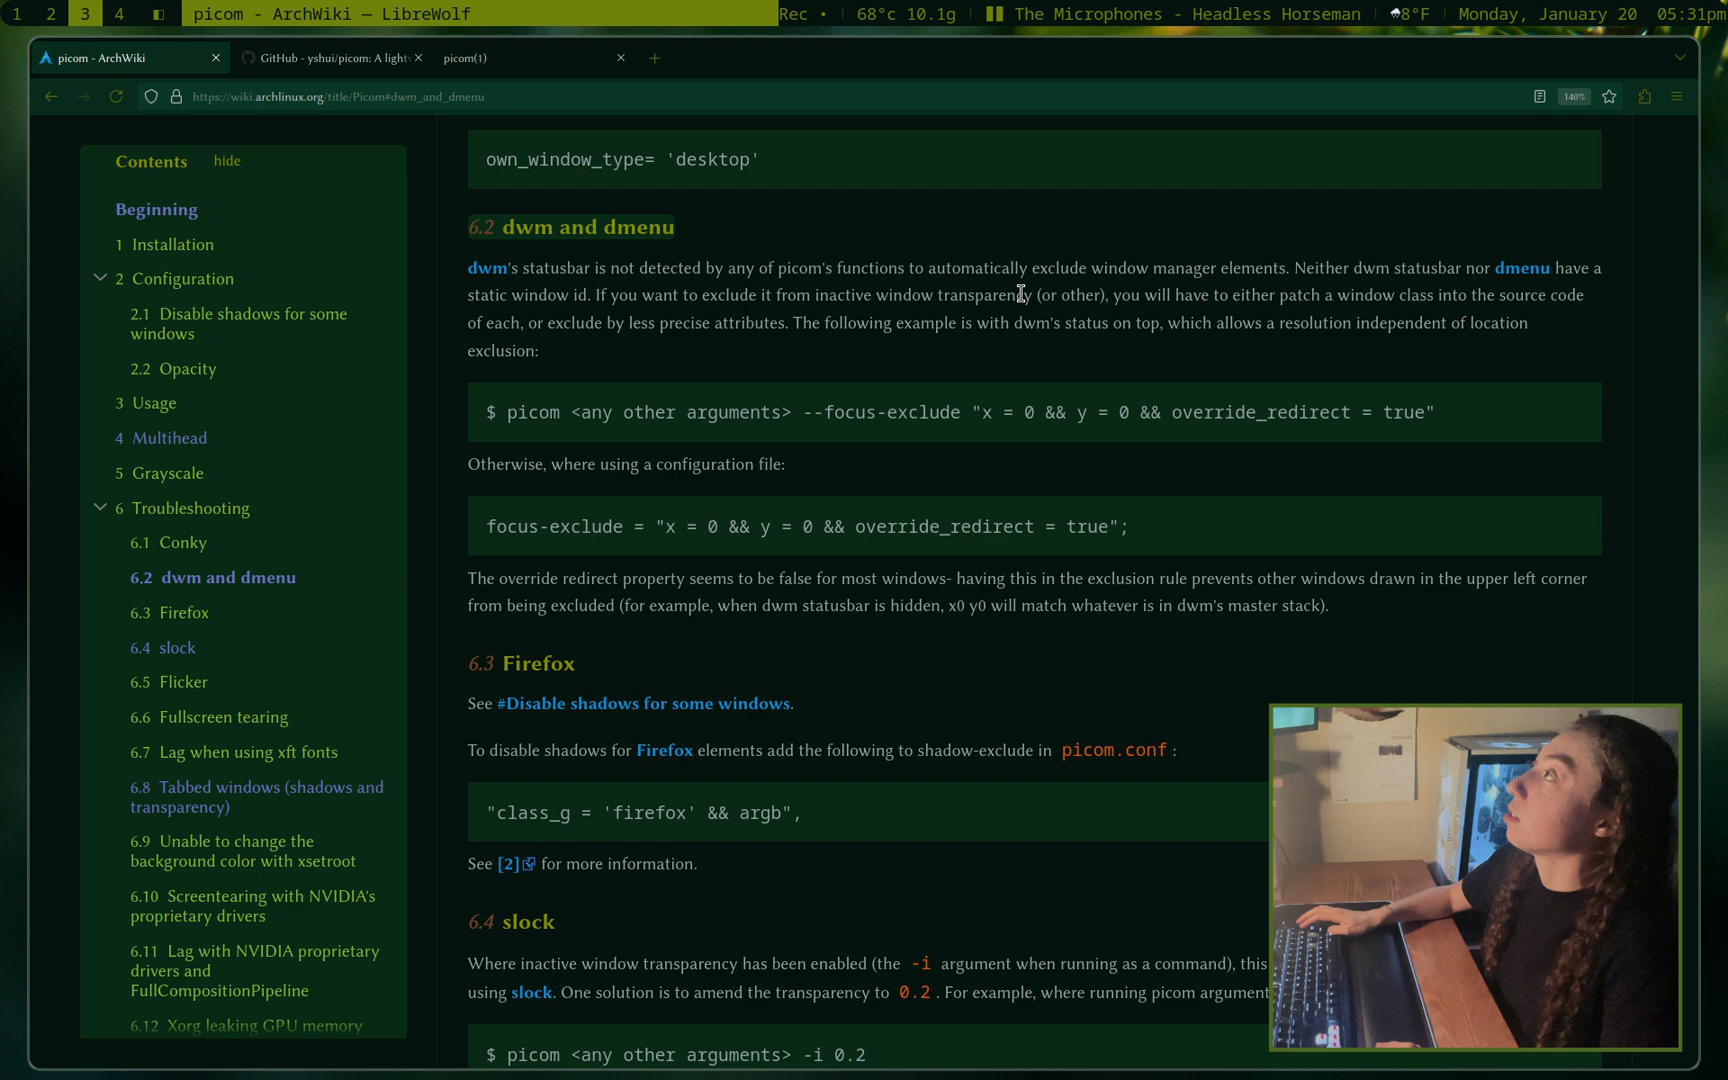 1 2 3 4 picom - ArchWiki — LibreWolf Rec • 68°c 10.1g The Microphones - Headless Horseman 8°F Monday, January 20 05:31pm
picom - ArchWiki GitHub - yshui/picom: A light picom(1)
https://wiki.archlinux.org/title/Picom#dwm_and_dmenu 140%
Contents hide
Beginning
1 Installation
2 Configuration
2.1 Disable shadows for some
windows
2.2 Opacity
3 Usage
4 Multihead
5 Grayscale
6 Troubleshooting
6.1 Conky
6.2 dwm and dmenu
6.3 Firefox
6.4 slock
6.5 Flicker
6.6 Fullscreen tearing
6.7 Lag when using xft fonts
6.8 Tabbed windows (shadows and
transparency)
6.9 Unable to change the
background color with xsetroot
6.10 Screentearing with NVIDIA's
proprietary drivers
6.11 Lag with NVIDIA proprietary
drivers and
FullCompositionPipeline
6.12 Xorg leaking GPU memory
own_window_type= 'desktop'
6.2 dwm and dmenu
dwm's statusbar is not detected by any of picom's functions to automatically exclude window manager elements. Neither dwm statusbar nor dmenu have a
static window id. If you want to exclude it from inactive window transparency (or other), you will have to either patch a window class into the source code
of each, or exclude by less precise attributes. The following example is with dwm's status on top, which allows a resolution independent of location
exclusion:
$ picom <any other arguments> --focus-exclude "x = 0 && y = 0 && override_redirect = true"
Otherwise, where using a configuration file:
focus-exclude = "x = 0 && y = 0 && override_redirect = true";
The override redirect property seems to be false for most windows- having this in the exclusion rule prevents other windows drawn in the upper left corner
from being excluded (for example, when dwm statusbar is hidden, x0 y0 will match whatever is in dwm's master stack).
6.3 Firefox
See #Disable shadows for some windows.
To disable shadows for Firefox elements add the following to shadow-exclude in picom.conf :
"class_g = 'firefox' && argb",
See [2] for more information.
6.4 slock
Where inactive window transparency has been enabled (the -i argument when running as a command), this
using slock. One solution is to amend the transparency to 0.2 . For example, where running picom argument
$ picom <any other arguments> -i 0.2